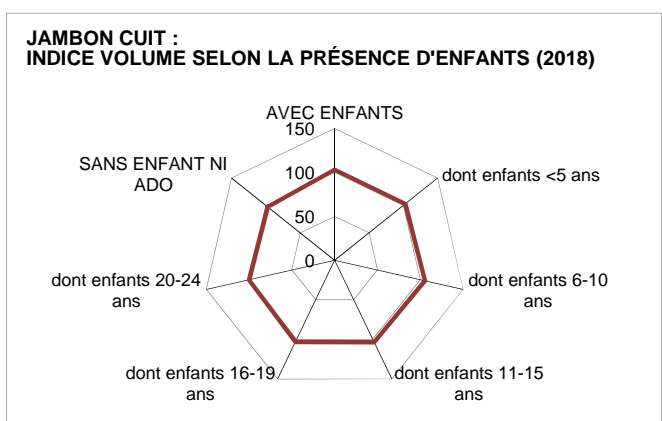 JAMBON CUIT :
INDICE VOLUME SELON LA PRÉSENCE D'ENFANTS (2018)
AVEC ENFANTS
150
100
50
0
dont enfants <5 ans
dont enfants 6-10
ans
dont enfants 11-15
ans
dont enfants 16-19
ans
dont enfants 20-24
ans
SANS ENFANT NI
ADO